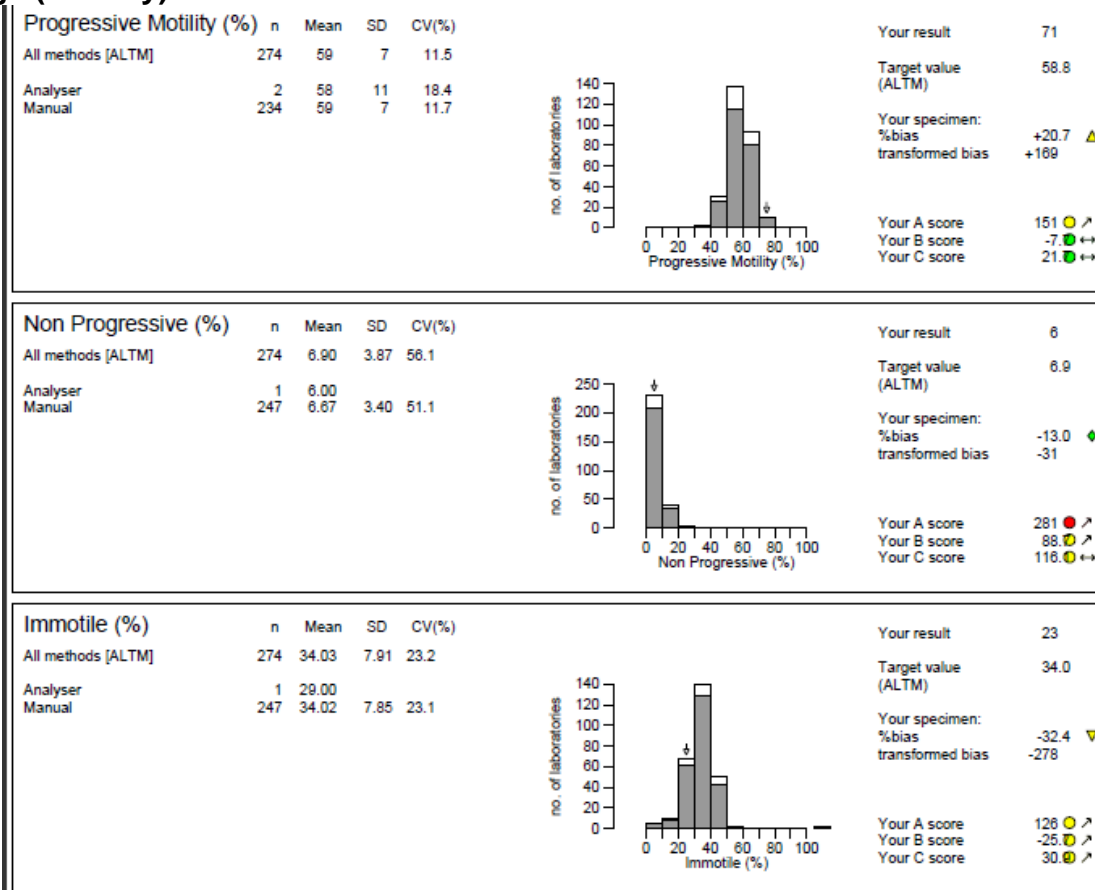 Progressive Motility (%) n Mean SD CV(%)
All methods [ALTM] 274 59 7 11.5
Analyser 2 58 11 18.4
Manual 234 59 7 11.7
no. of laboratories
140
120
100
80
60
40
20
0
0 20 40 60 80 100
Progressive Motility (%)
Your result 71
Target value 58.8
(ALTM)
Your specimen:
%bias +20.7
transformed bias +169
Your A score 151
Your B score -7.
Your C score 21.
Non Progressive (%) n Mean SD CV(%)
All methods [ALTM] 274 6.90 3.87 56.1
Analyser 1 6.00
Manual 247 6.67 3.40 51.1
no. of laboratories
250
200
150
100
50
0
0 20 40 60 80 100
Non Progressive (%)
Your result 6
Target value 6.9
(ALTM)
Your specimen:
%bias -13.0
transformed bias -31
Your A score 281
Your B score 88.
Your C score 116.
Immotile (%) n Mean SD CV(%)
All methods [ALTM] 274 34.03 7.91 23.2
Analyser 1 29.00
Manual 247 34.02 7.85 23.1
no. of laboratories
140
120
100
80
60
40
20
0
0 20 40 60 80 100
Immotile (%)
Your result 23
Target value 34.0
(ALTM)
Your specimen:
%bias -32.4
transformed bias -278
Your A score 126
Your B score -25.
Your C score 30.